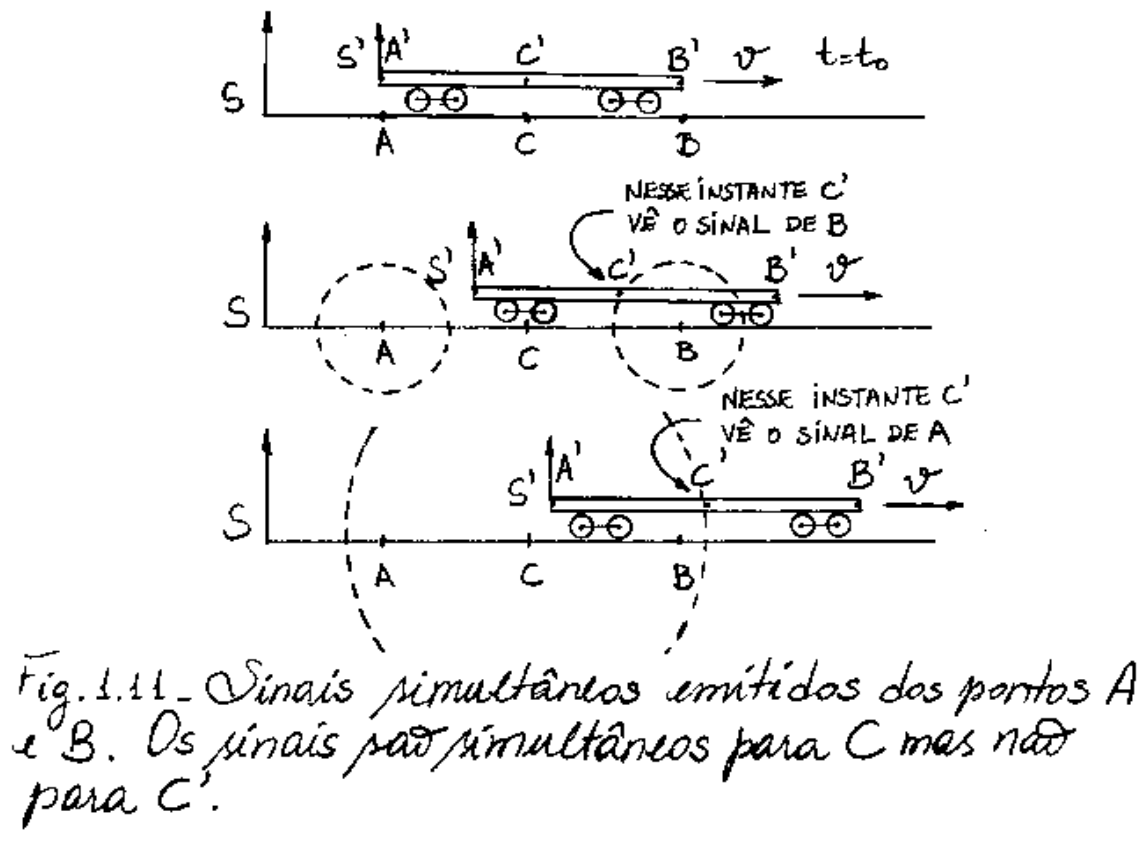 S' A' C' B' v t=t₀
S
A C B
NESSE INSTANTE C'
VÊ O SINAL DE B
S' A' C' B' v
S
A C B
NESSE INSTANTE C'
VÊ O SINAL DE A
S' A' C' B' v
S
A C B
Fig. 1.11 - Sinais simultâneos emitidos dos pontos A
e B. Os sinais são simultâneos para C mas não
para C'.